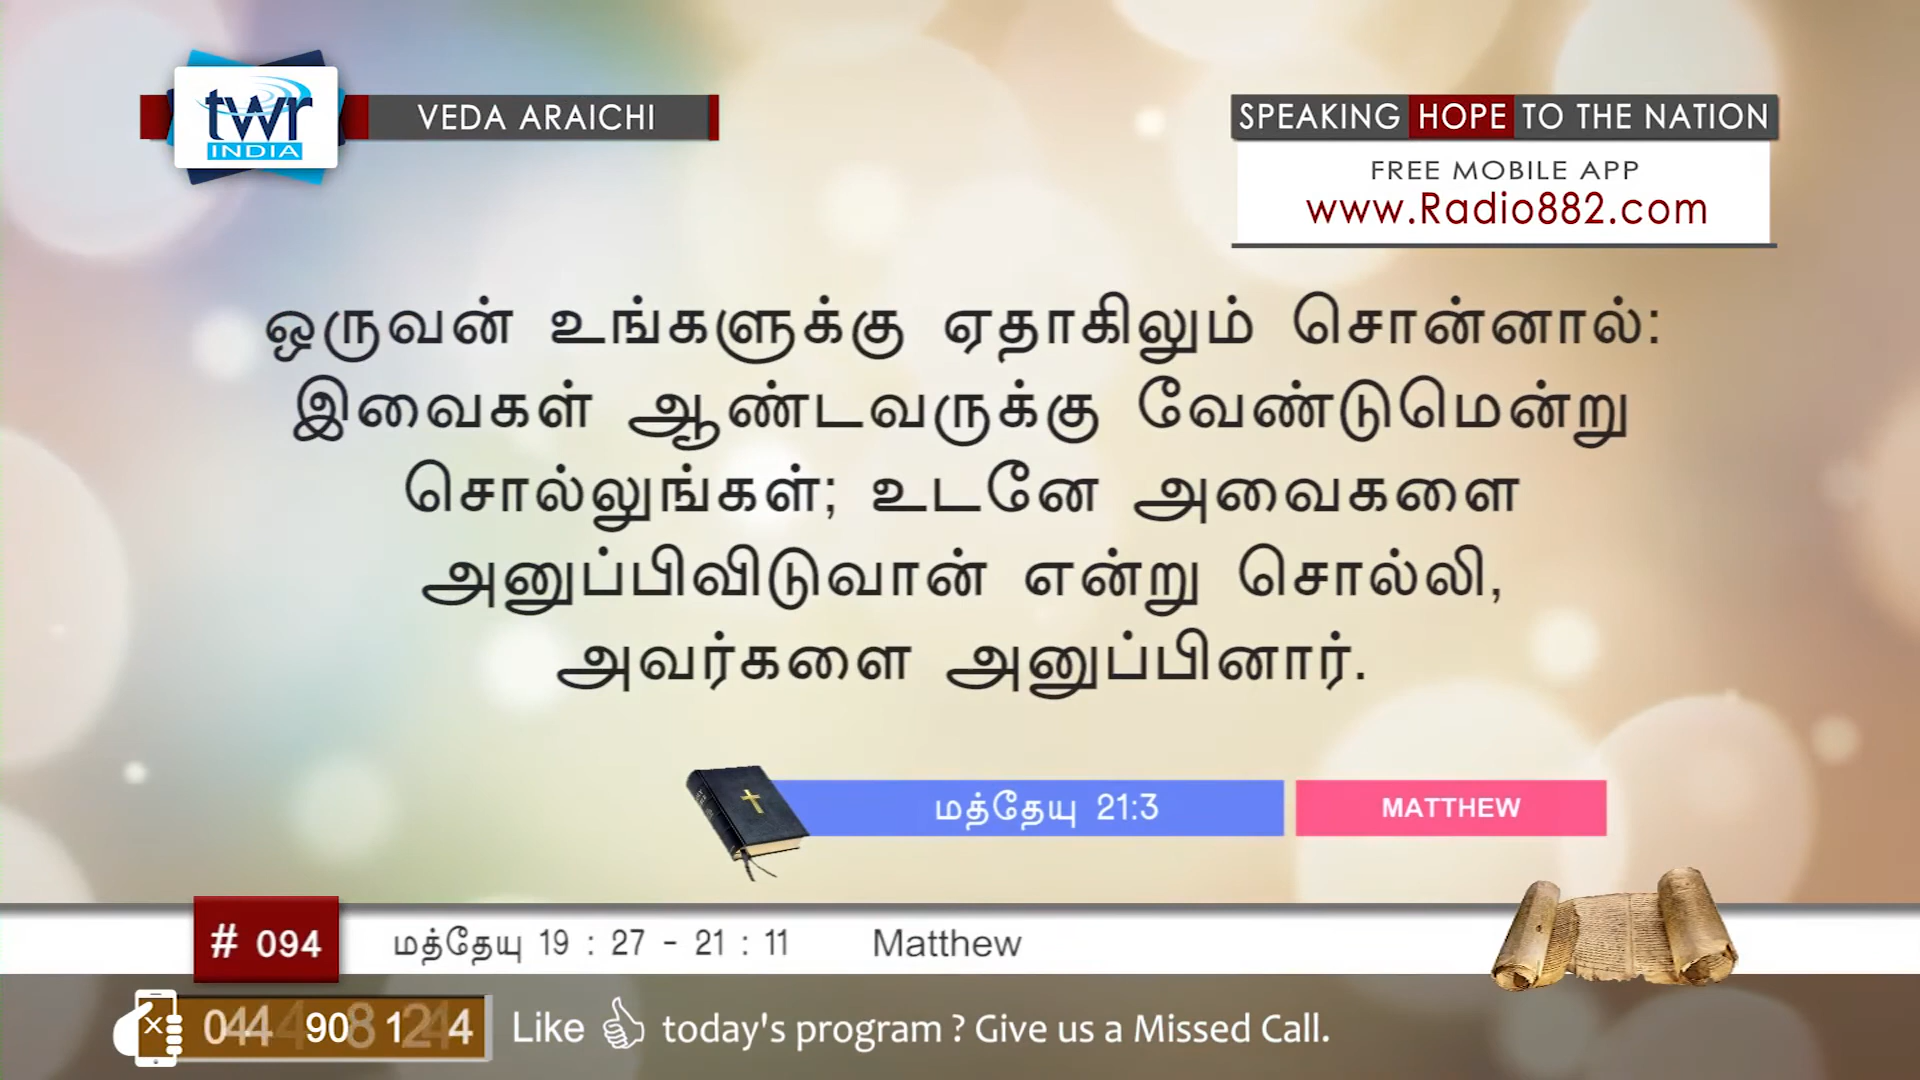 twr
INDIA
VEDA ARAICHI
SPEAKING HOPE TO THE NATION
FREE MOBILE APP
www.Radio882.com
ஒருவன் உங்களுக்கு ஏதாகிலும் சொன்னால்:
இவைகள் ஆண்டவருக்கு வேண்டுமென்று
சொல்லுங்கள்; உடனே அவைகளை
அனுப்பிவிடுவான் என்று சொல்லி,
அவர்களை அனுப்பினார்.
மத்தேயு 21:3
MATTHEW
# 094
மத்தேயு 19 : 27 - 21 : 11
Matthew
044
Like today's program ? Give us a Missed Call.